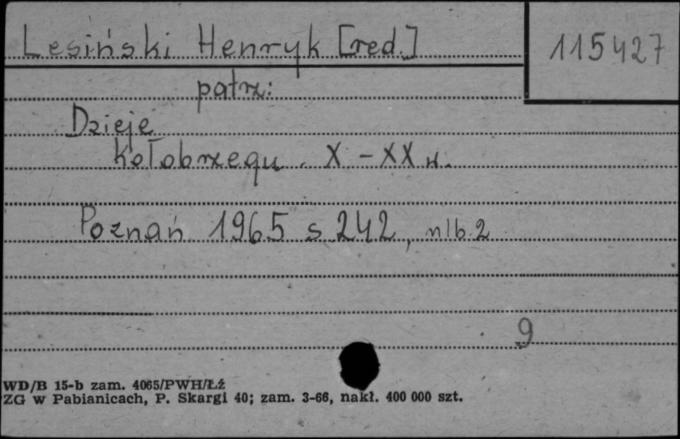 Lesiński Henryk [red.]
115427
patrz:
Dzieje
Kołobrzegu. X - XX w.
Poznań 1965 s. 242, nlb. 2
9
WD/B 15-b zam. 4065/PWH/Łź
ZG w Pabianicach, P. Skargi 40; zam. 3-66, nakł. 400 000 szt.